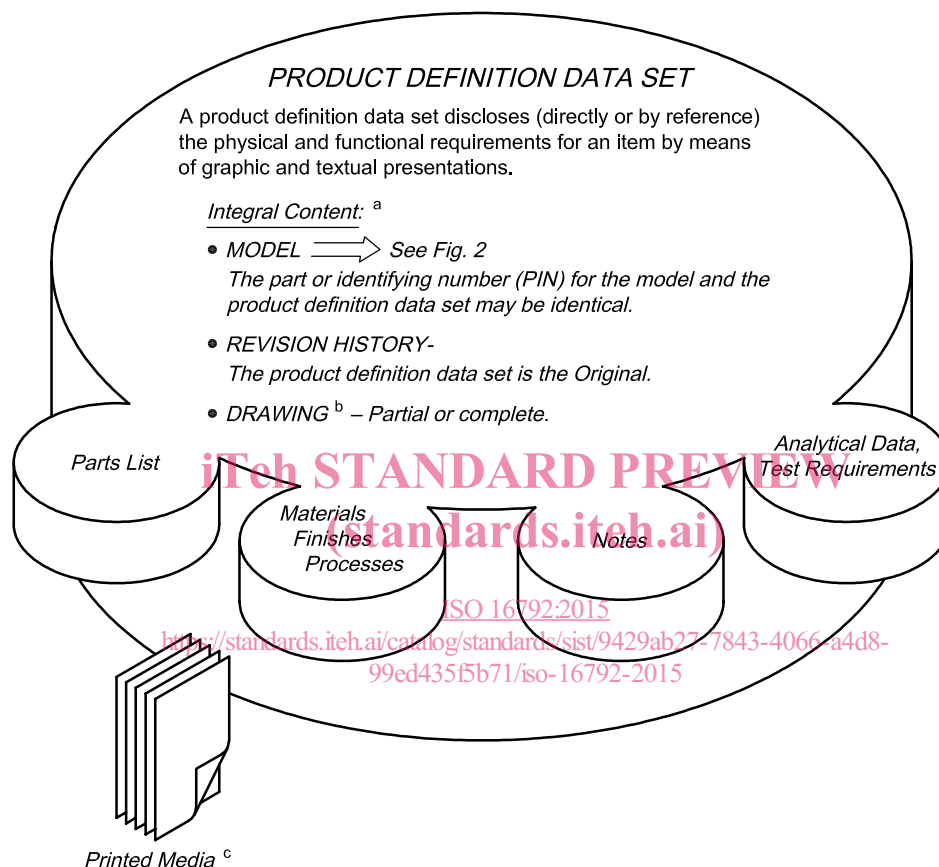 PRODUCT DEFINITION DATA SET
A product definition data set discloses (directly or by reference)
the physical and functional requirements for an item by means
of graphic and textual presentations.
Integral Content: a
• MODEL ⟹ See Fig. 2
The part or identifying number (PIN) for the model and the
product definition data set may be identical.
• REVISION HISTORY-
The product definition data set is the Original.
• DRAWING b – Partial or complete.
Parts List
Analytical Data,
Test Requirements
iTeh STANDARD PREVIEW
(standards.iteh.ai)
Materials
Finishes
Processes
Notes
ISO 16792:2015
https://standards.iteh.ai/catalog/standards/sist/9429ab27-7843-4066-a4d8-
99ed435f5b71/iso-16792-2015
Printed Media c